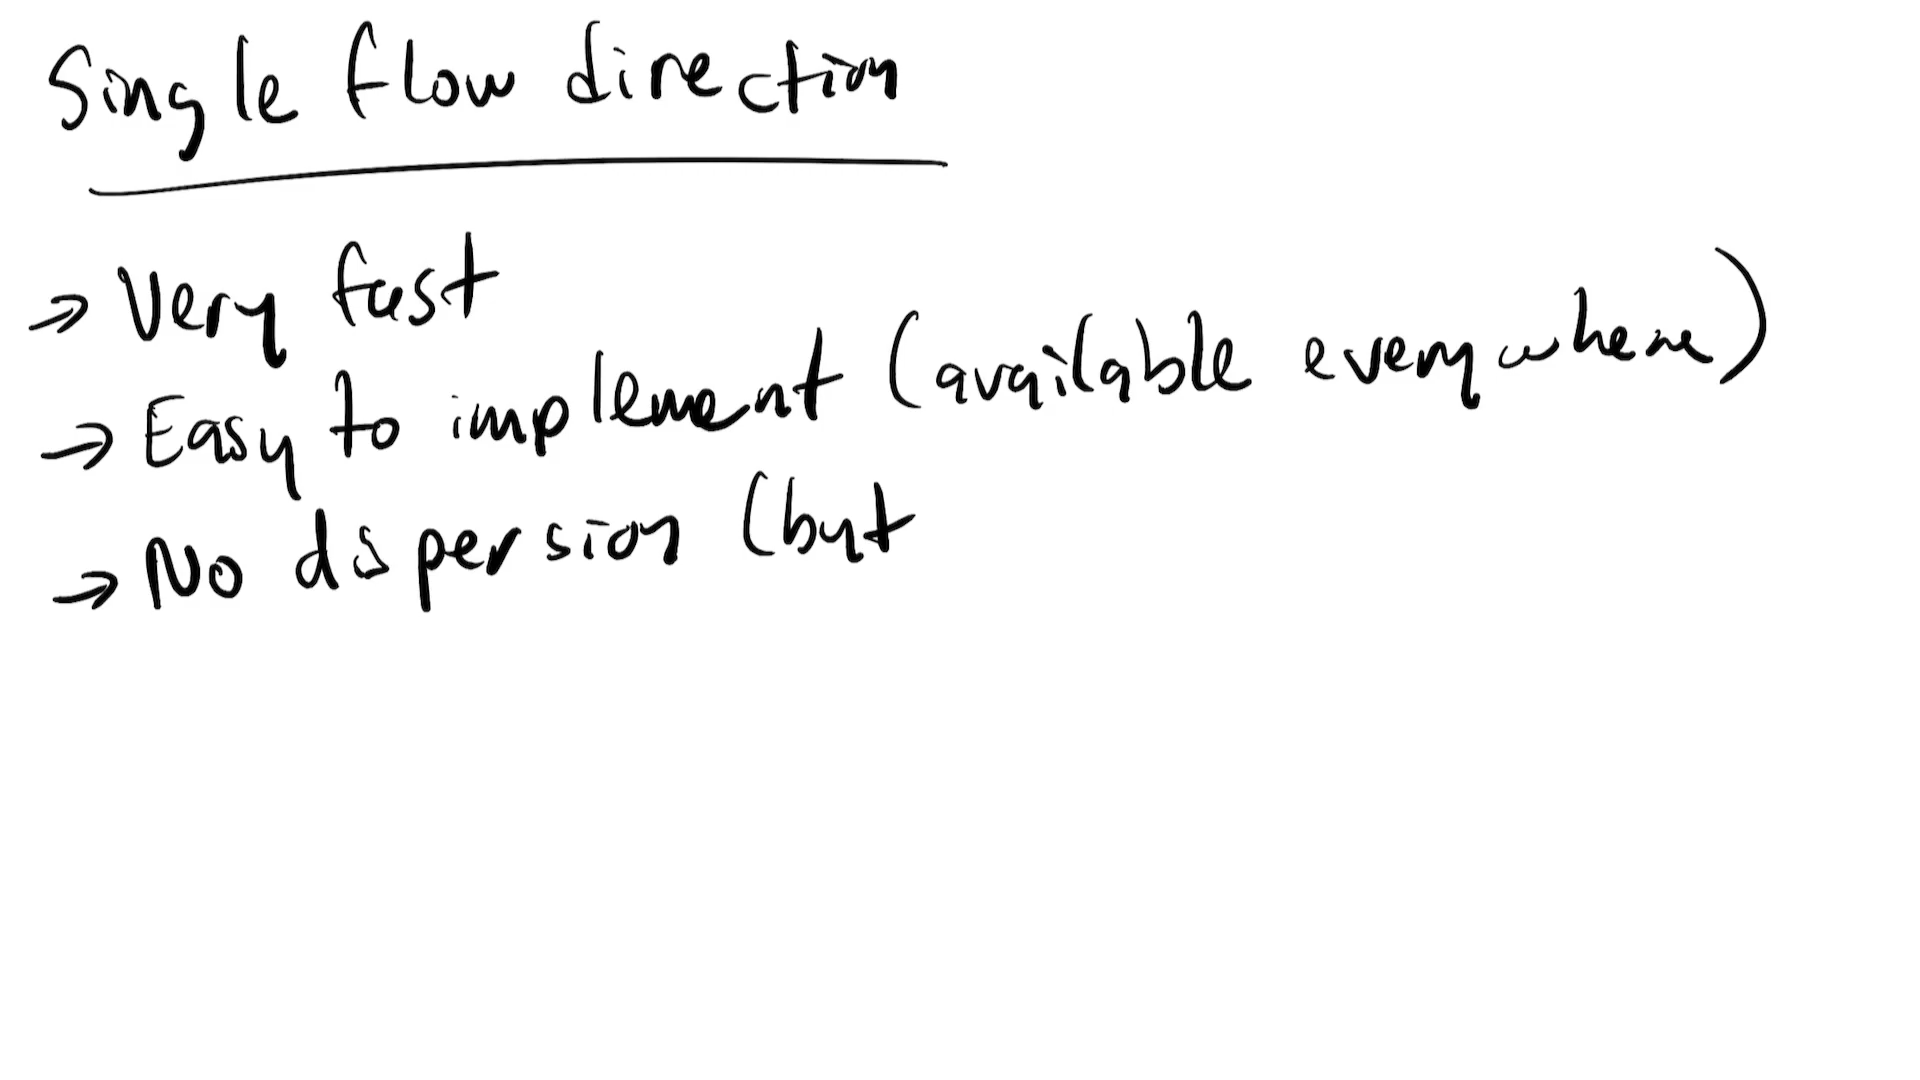 Single flow direction
→ Very fast
→ Easy to implement (available everywhere)
→ No dispersion (but